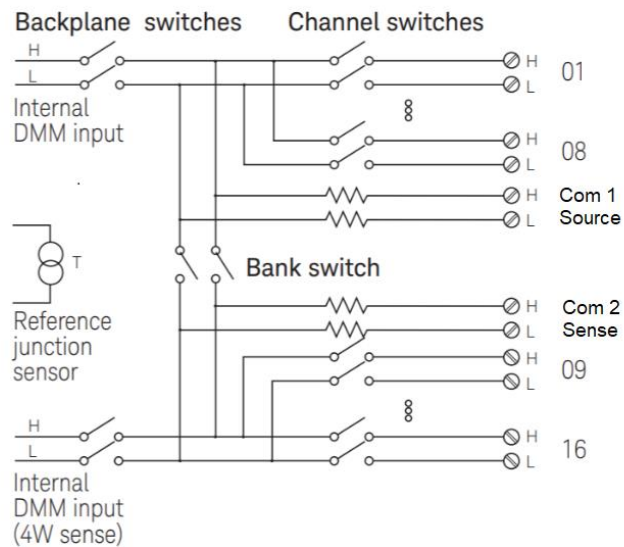 Backplane switches
Channel switches
H
L
Internal
DMM input
H
L
01
H
L
08
H
L
Com 1
Source
Bank switch
T
Reference
junction
sensor
H
L
Com 2
Sense
H
L
09
H
L
16
H
L
Internal
DMM input
(4W sense)